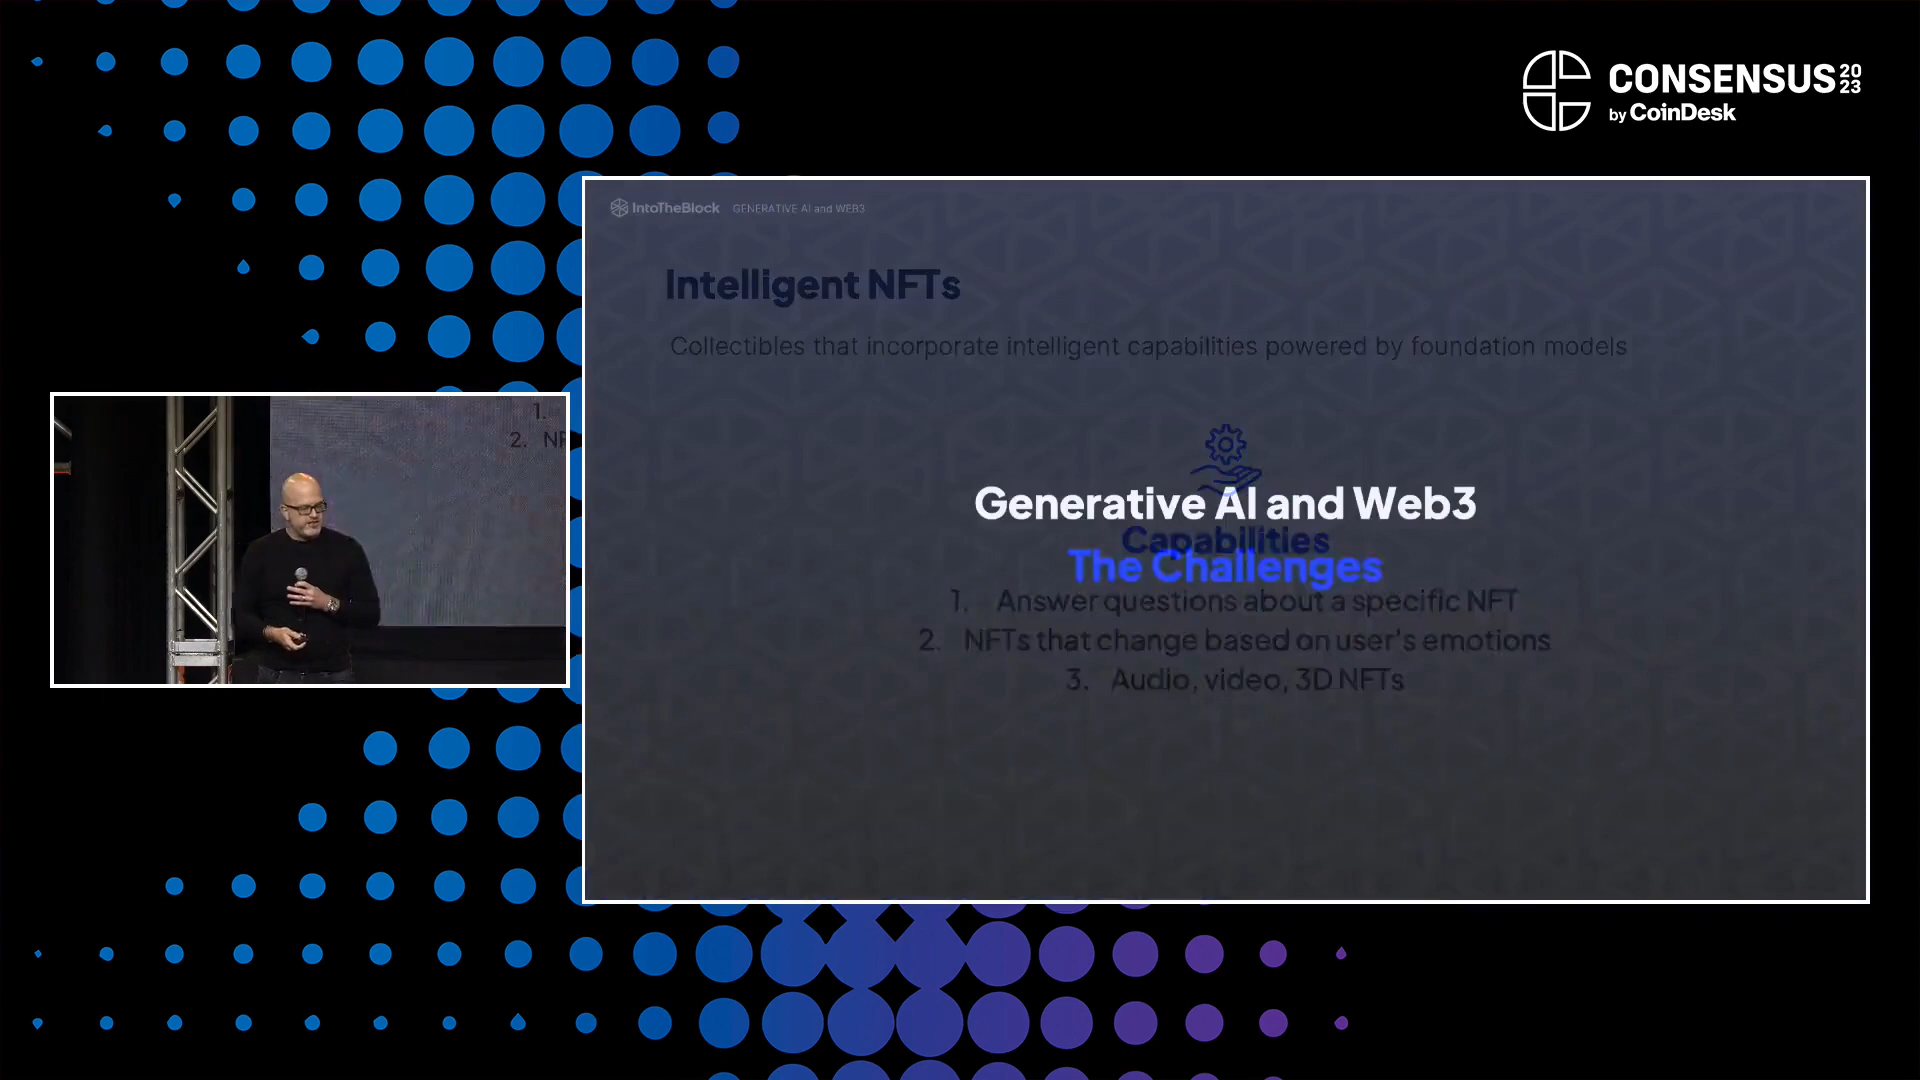 CONSENSUS 20 23
by CoinDesk
IntoTheBlock GENERATIVE AI and WEB3
Intelligent NFTs
Collectibles that incorporate intelligent capabilities powered by foundation models
Generative AI and Web3
Capabilities
The Challenges
1. Answer questions about a specific NFT
2. NFTs that change based on user's emotions
3. Audio, video, 3D NFTs
1.
2. NF